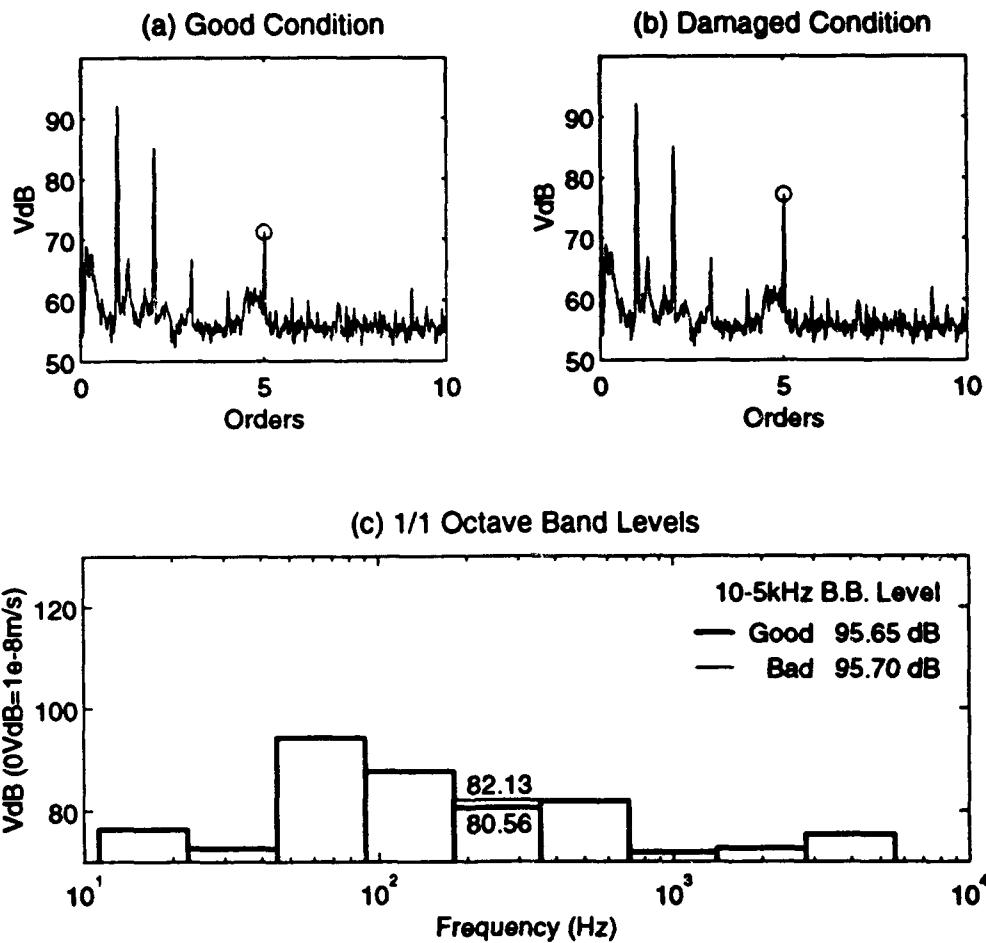 (a) Good Condition
(b) Damaged Condition
90
80
70
60
50
VdB
0 5 10
Orders
90
80
70
60
50
VdB
0 5 10
Orders
(c) 1/1 Octave Band Levels
VdB (0VdB=1e-8m/s)
120
100
80
10-5kHz B.B. Level
Good 95.65 dB
Bad 95.70 dB
82.13
80.56
10¹ 10² 10³ 10⁴
Frequency (Hz)